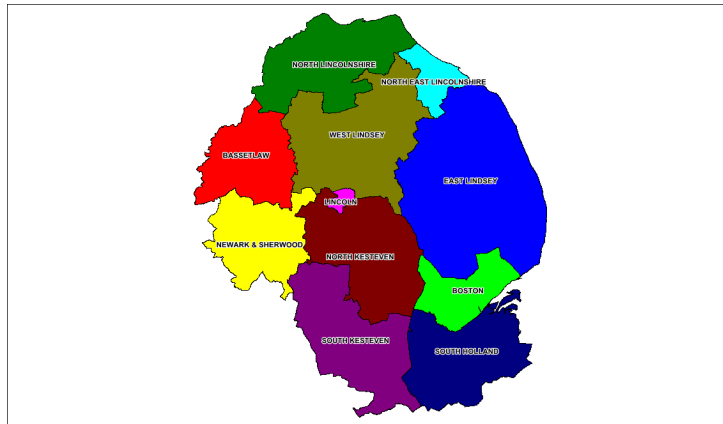 NORTH LINCOLNSHIRE
NORTH EAST LINCOLNSHIRE
WEST LINDSEY
BASSETLAW
EAST LINDSEY
LINCOLN
NEWARK & SHERWOOD
NORTH KESTEVEN
BOSTON
SOUTH KESTEVEN
SOUTH HOLLAND